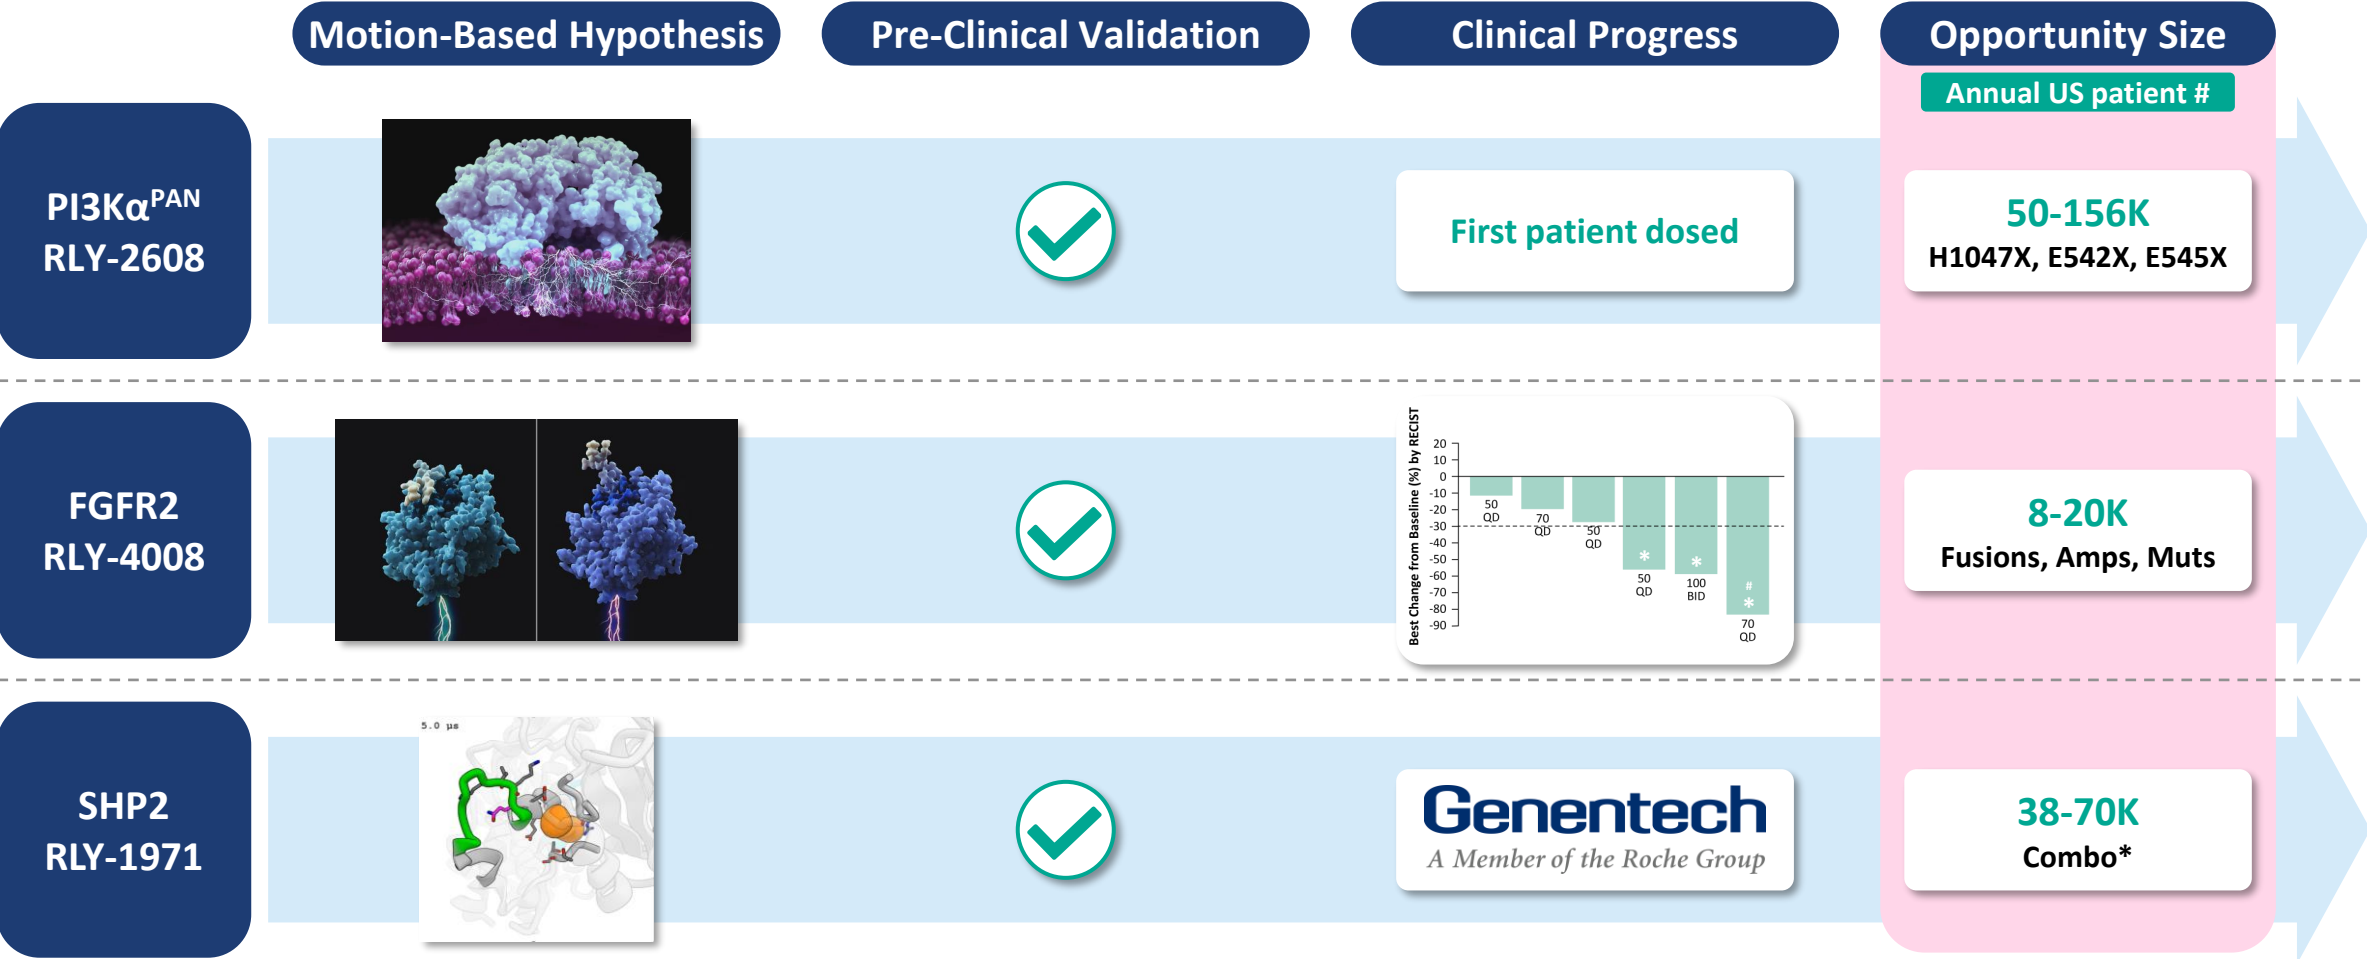 Motion-Based Hypothesis
Pre-Clinical Validation
Clinical Progress
Opportunity Size
Annual US patient #
PI3Kα^PAN
RLY-2608
First patient dosed
50-156K
H1047X, E542X, E545X
FGFR2
RLY-4008
Best Change from Baseline (%) by RECIST
20
10
0
-10
-20
-30
-40
-50
-60
-70
-80
-90
50
QD
70
QD
50
QD
*
50
QD
*
100
BID
#
*
70
QD
8-20K
Fusions, Amps, Muts
SHP2
RLY-1971
5.0 µs
Genentech
A Member of the Roche Group
38-70K
Combo*